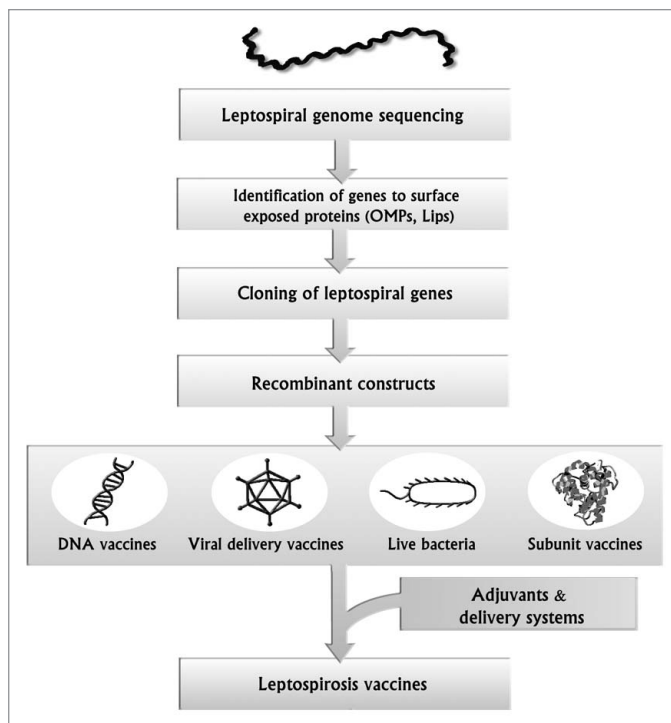 Leptospiral genome sequencing
Identification of genes to surface
exposed proteins (OMPs, Lips)
Cloning of leptospiral genes
Recombinant constructs
DNA vaccines
Viral delivery vaccines
Live bacteria
Subunit vaccines
Adjuvants &
delivery systems
Leptospirosis vaccines